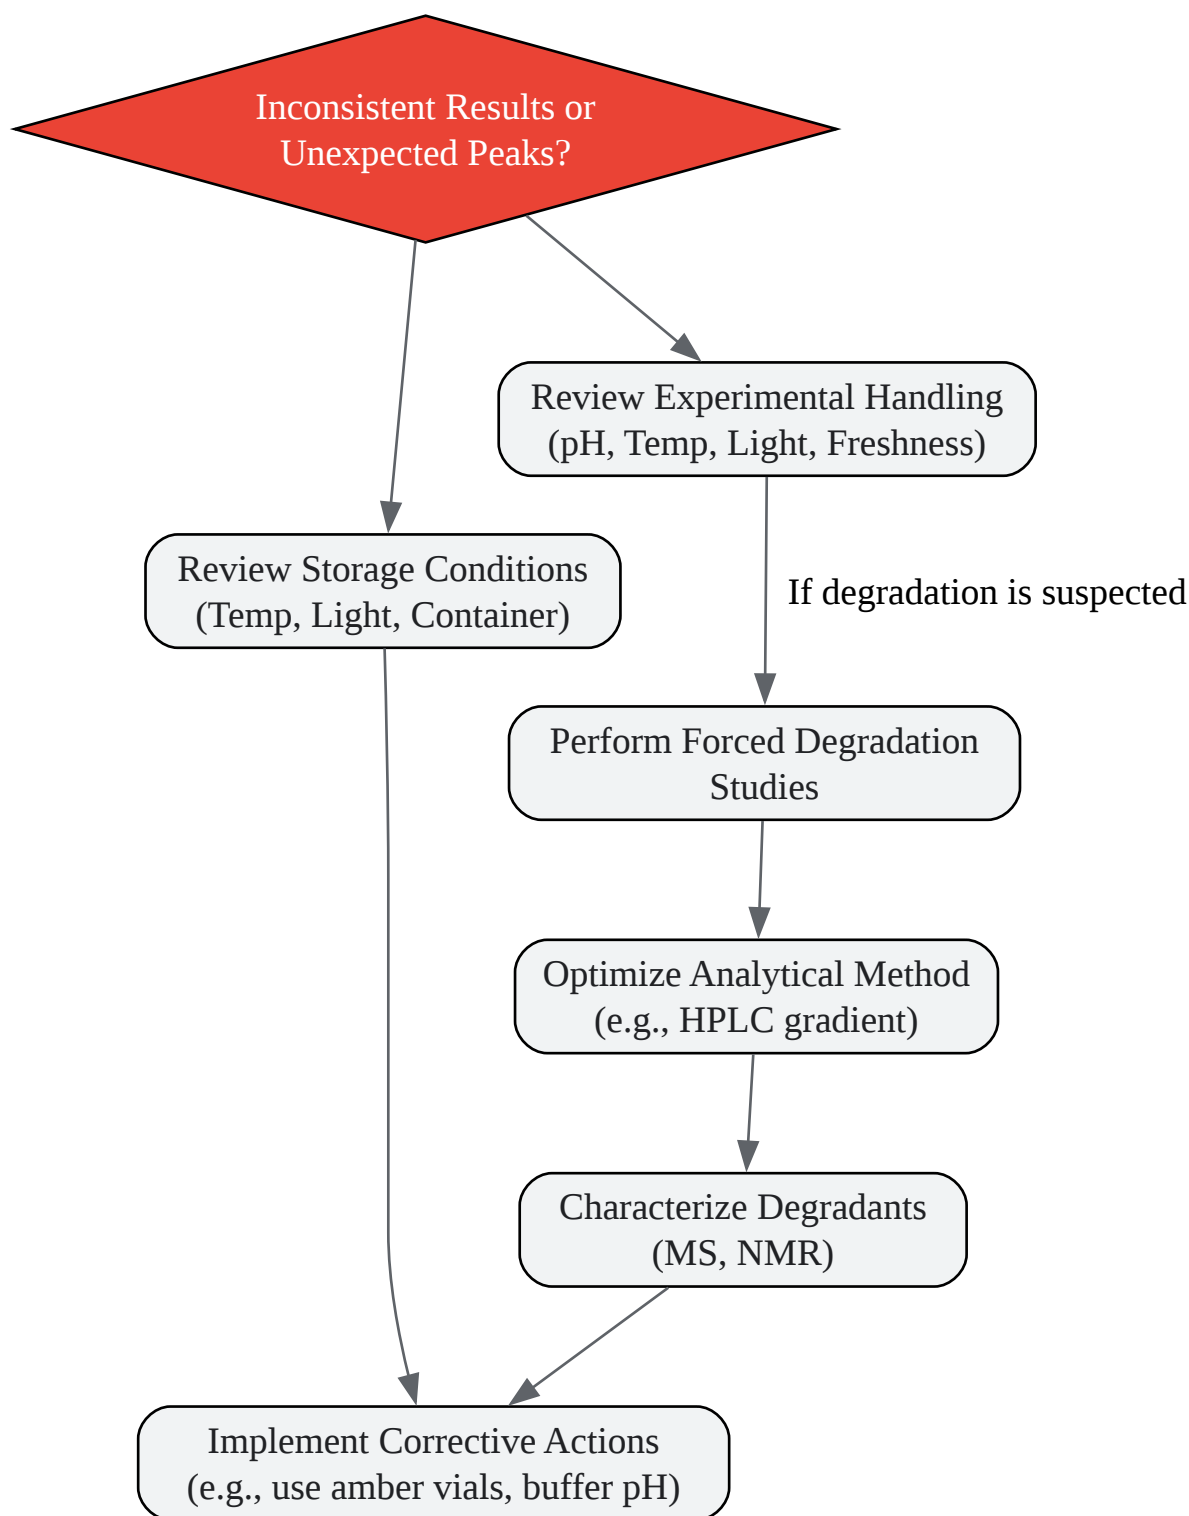 Inconsistent Results or
Unexpected Peaks?
Review Experimental Handling
(pH, Temp, Light, Freshness)
Review Storage Conditions
(Temp, Light, Container)
If degradation is suspected
Perform Forced Degradation
Studies
Optimize Analytical Method
(e.g., HPLC gradient)
Characterize Degradants
(MS, NMR)
Implement Corrective Actions
(e.g., use amber vials, buffer pH)